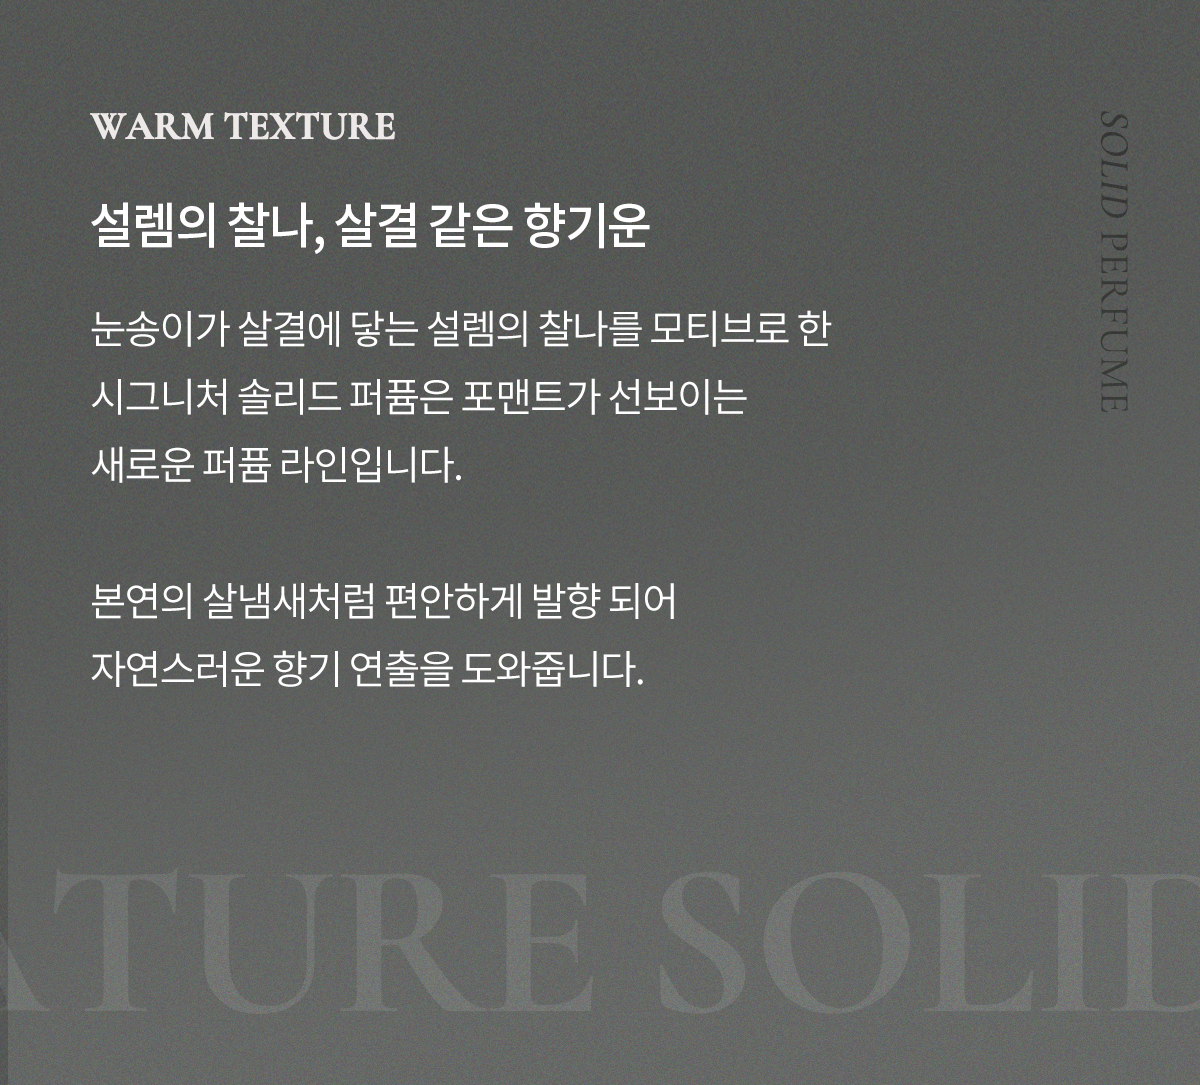 WARM TEXTURE
SOLID PERFUME
설렘의 찰나, 살결 같은 향기운
눈송이가 살결에 닿는 설렘의 찰나를 모티브로 한
시그니처 솔리드 퍼퓸은 포맨트가 선보이는
새로운 퍼퓸 라인입니다.
본연의 살냄새처럼 편안하게 발향 되어
자연스러운 향기 연출을 도와줍니다.
ATURE SOLID